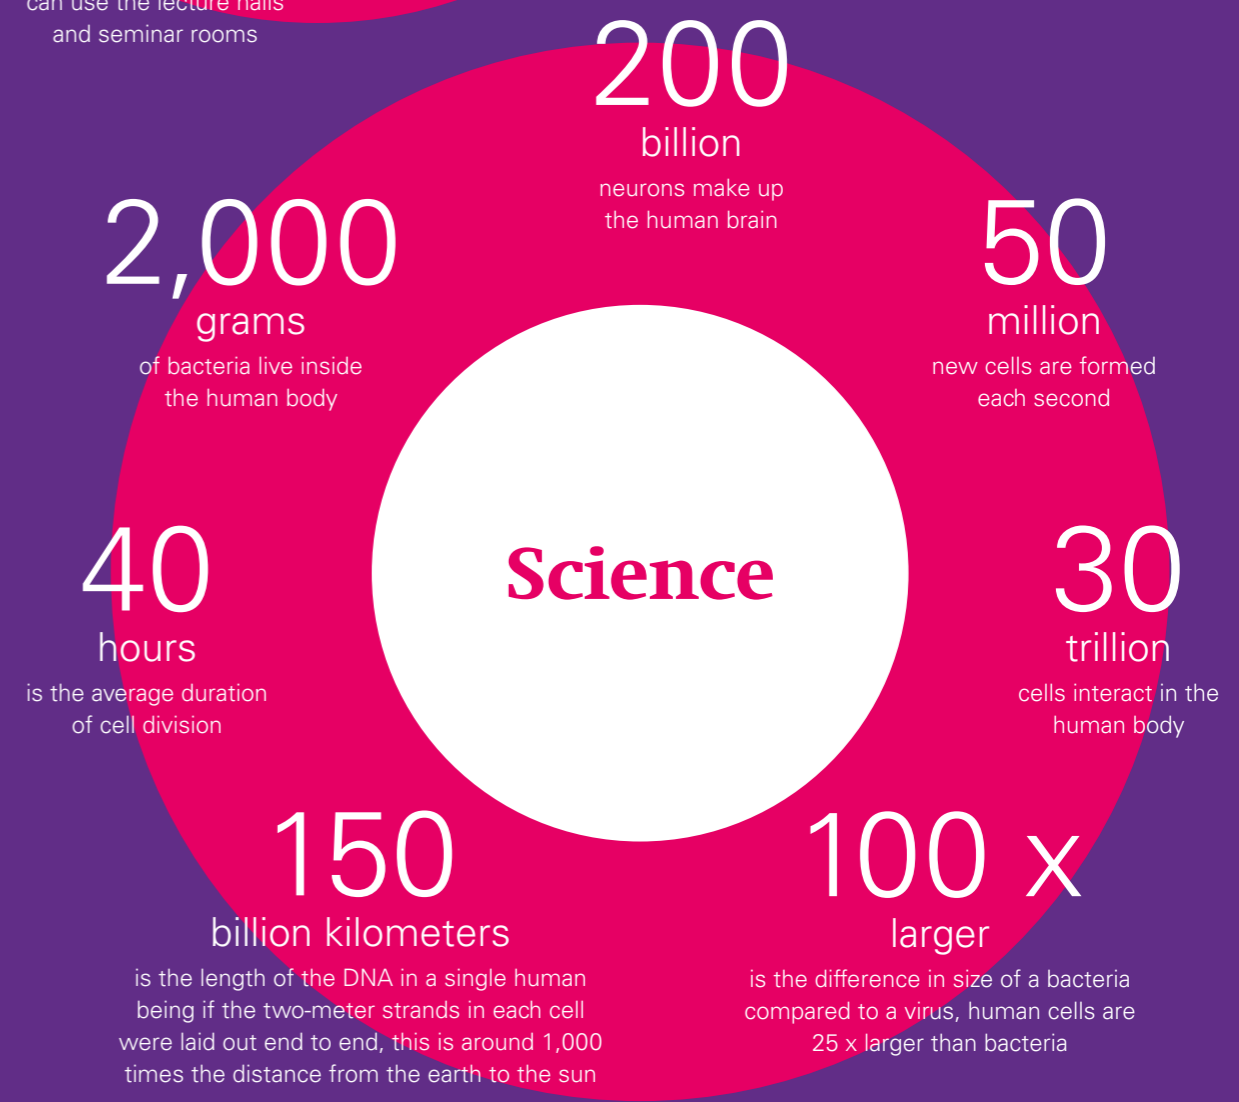 can use the lecture halls
and seminar rooms
200
billion
neurons make up
the human brain
2,000
grams
of bacteria live inside
the human body
50
million
new cells are formed
each second
Science
40
hours
is the average duration
of cell division
30
trillion
cells interact in the
human body
150
billion kilometers
is the length of the DNA in a single human
being if the two-meter strands in each cell
were laid out end to end, this is around 1,000
times the distance from the earth to the sun
100 x
larger
is the difference in size of a bacteria
compared to a virus, human cells are
25 x larger than bacteria